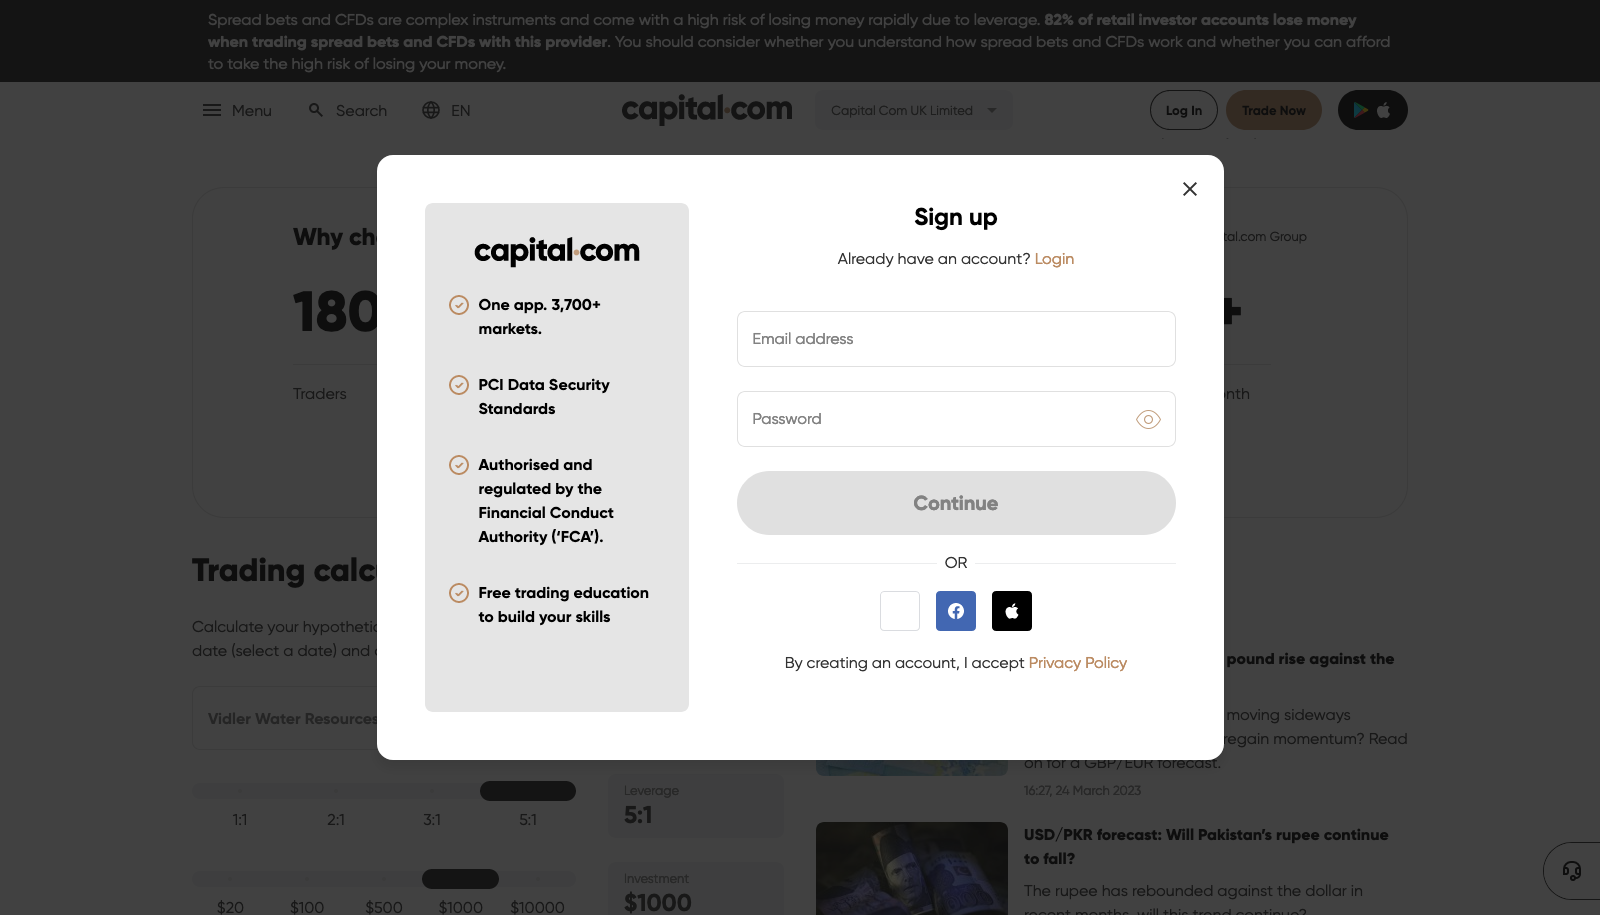 Spread bets and CFDs are complex instruments and come with a high risk of losing money rapidly due to leverage. 82% of retail investor accounts lose money
when trading spread bets and CFDs with this provider. You should consider whether you understand how spread bets and CFDs work and whether you can afford
to take the high risk of losing your money.
Menu
Search
EN
capital.com
Capital Com UK Limited
Log In
Trade Now
Why ch
tal.com Group
180
+
Traders
onth
Trading calc
Calculate your hypothetic
date (select a date) and
Vidler Water Resources
1:1
2:1
3:1
5:1
$20
$100
$500
$1000
$10000
Leverage
5:1
Investment
$1000
pound rise against the
moving sideways
regain momentum? Read
on for a GBP/EUR forecast.
16:27, 24 March 2023
USD/PKR forecast: Will Pakistan’s rupee continue
to fall?
The rupee has rebounded against the dollar in
recent months, will this trend continue?
capital.com
One app. 3,700+
markets.
PCI Data Security
Standards
Authorised and
regulated by the
Financial Conduct
Authority (‘FCA’).
Free trading education
to build your skills
Sign up
Already have an account? Login
Email address
Password
Continue
OR
By creating an account, I accept Privacy Policy